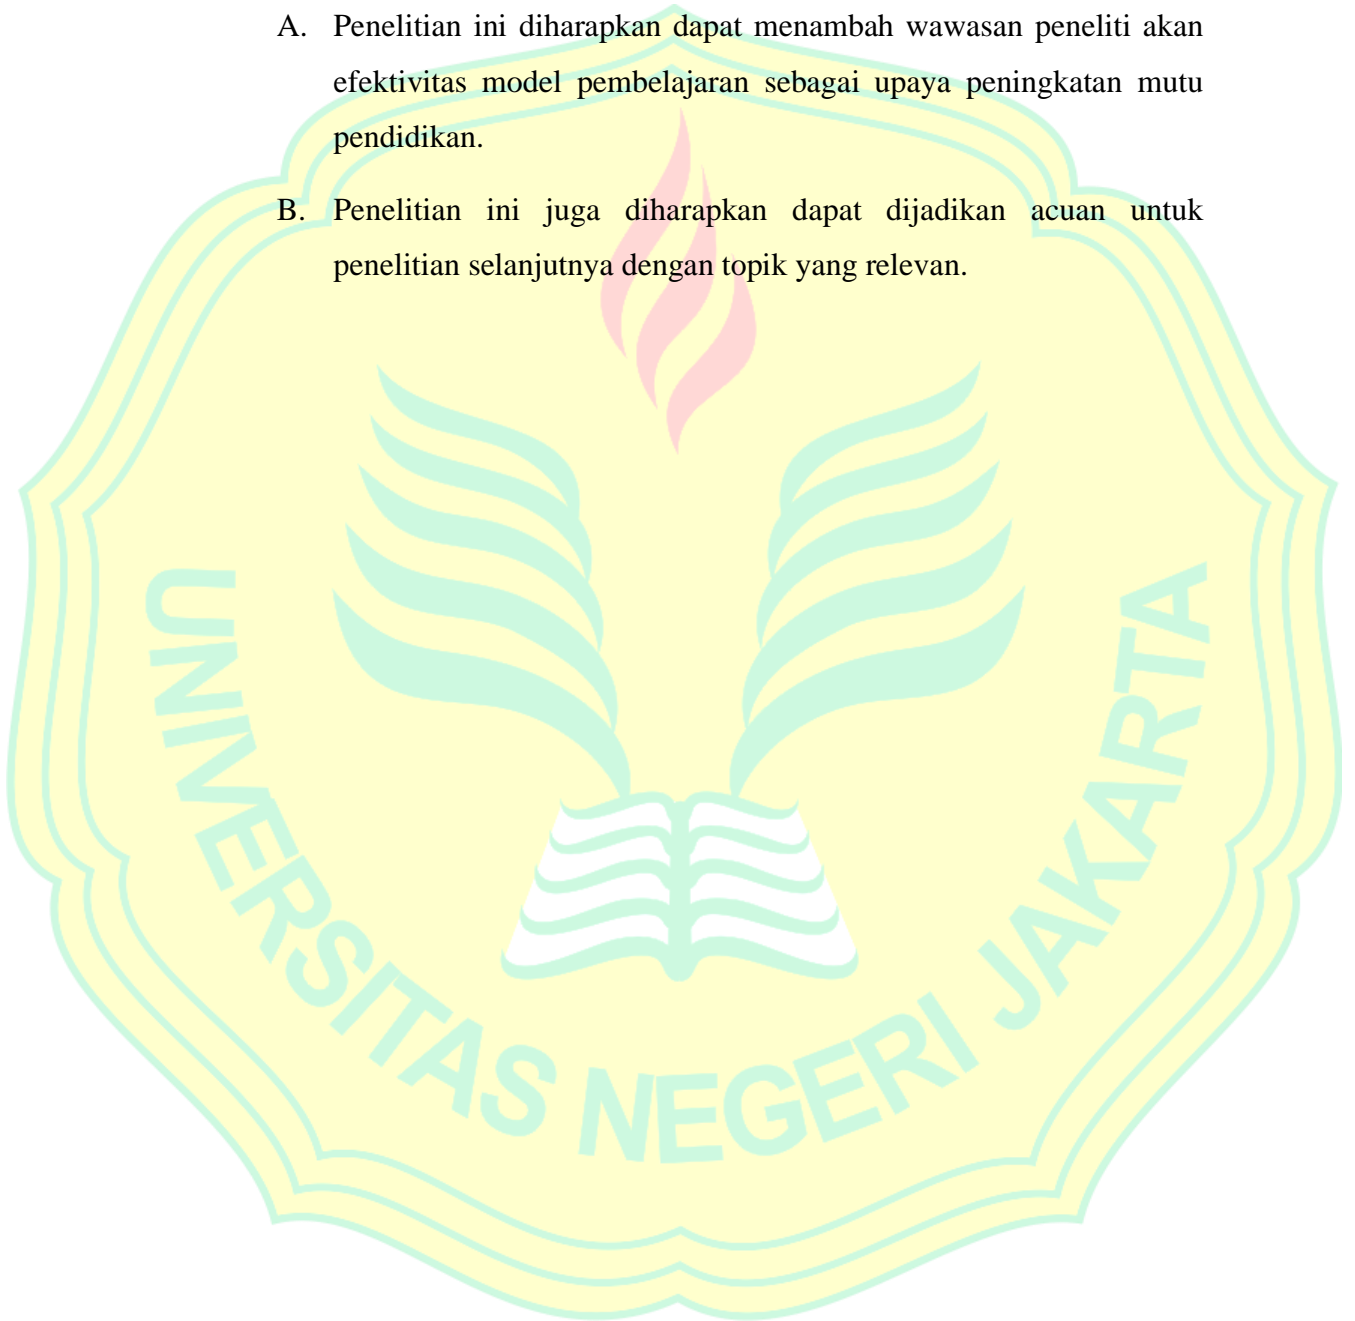 A. Penelitian ini diharapkan dapat menambah wawasan peneliti akan
efektivitas model pembelajaran sebagai upaya peningkatan mutu
pendidikan.
B. Penelitian ini juga diharapkan dapat dijadikan acuan untuk
penelitian selanjutnya dengan topik yang relevan.
UNIVERSITAS NEGERI JAKARTA